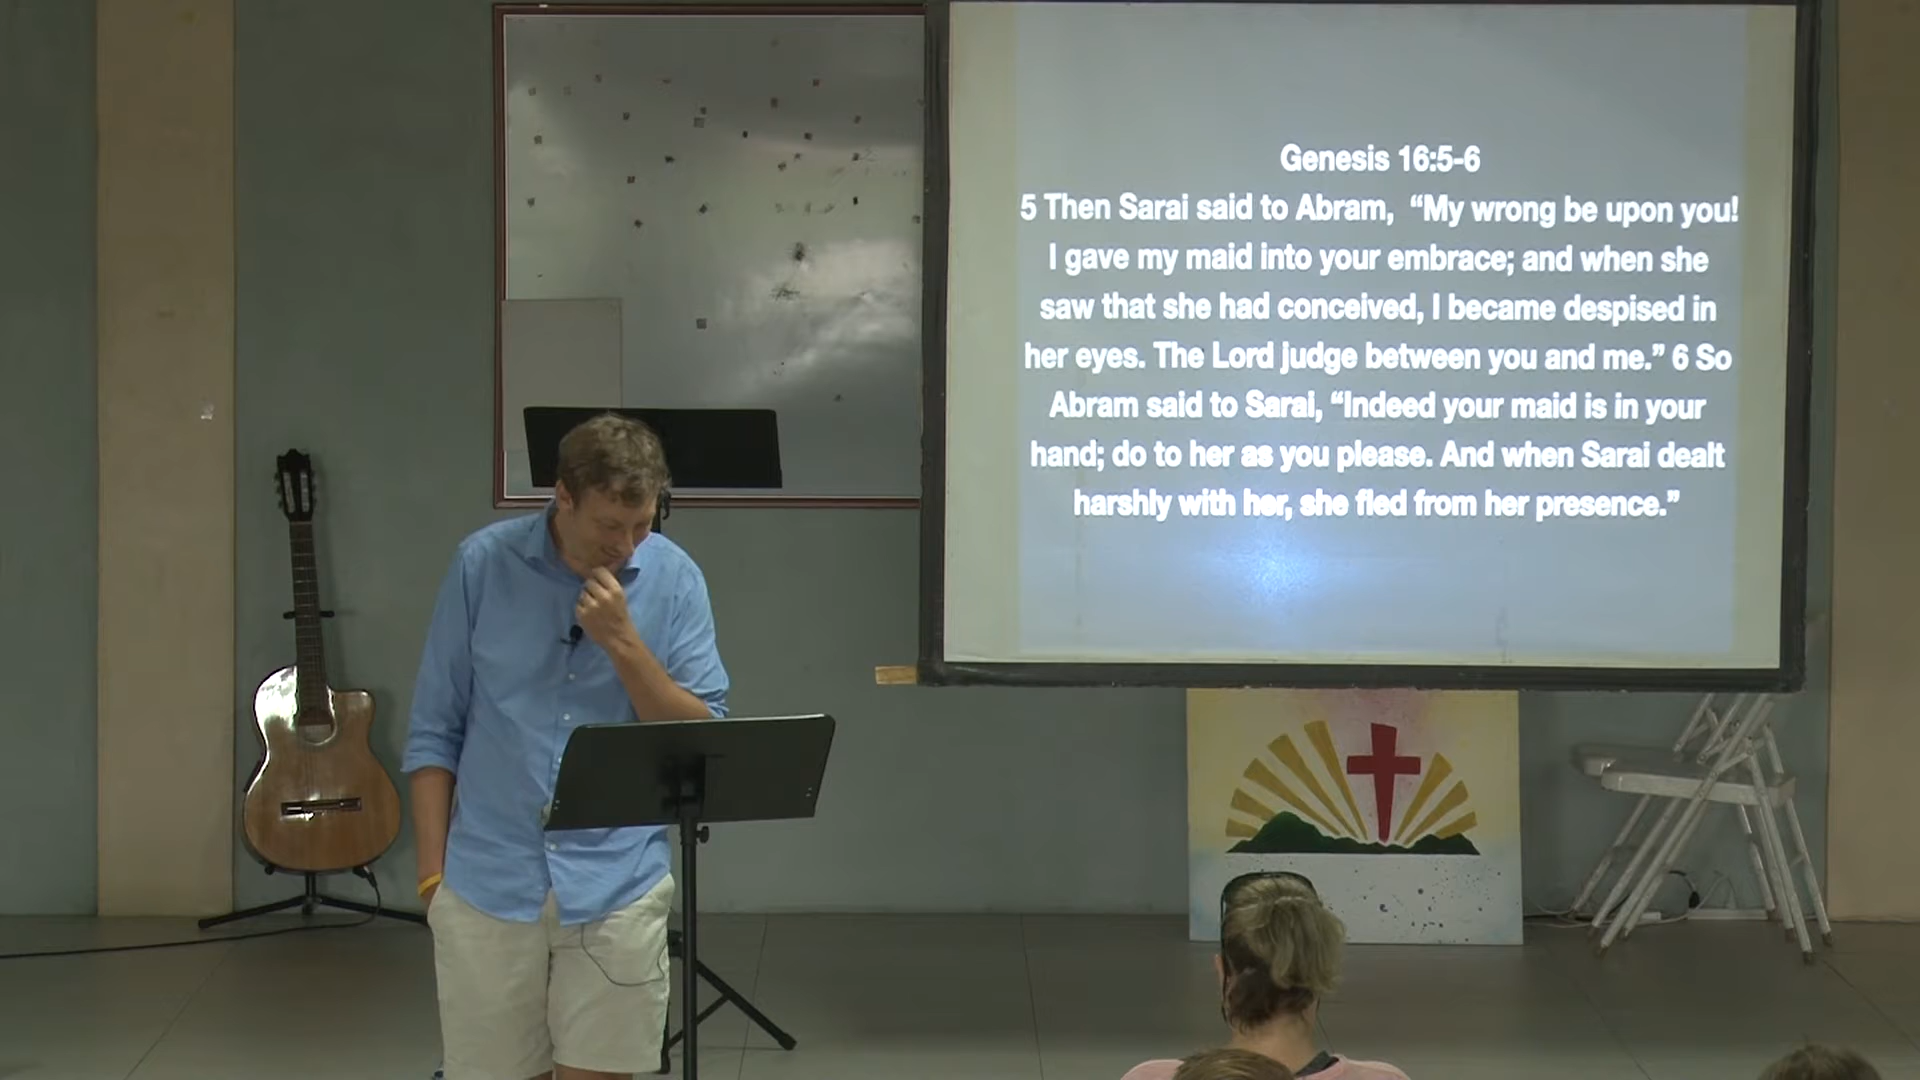 Genesis 16:5-6
5 Then Sarai said to Abram,  “My wrong be upon you!
I gave my maid into your embrace; and when she
saw that she had conceived, I became despised in
her eyes. The Lord judge between you and me.” 6 So
Abram said to Sarai, “Indeed your maid is in your
hand; do to her as you please. And when Sarai dealt
harshly with her, she fled from her presence.”